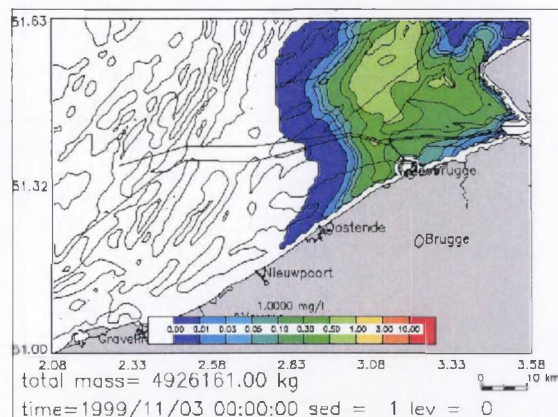 51.63
51.32
Oostende
Brugge
Nieuwpoort
1.0000 mg/l
0.00 0.01 0.03 0.06 0.10 0.30 0.50 1.00 3.00 10.00
51.00
2.08 2.33 2.58 2.83 3.08 3.33 3.58
total mass= 4926161.00 kg
0 10 km
time=1999/11/03 00:00:00 sed = 1 lev = 0